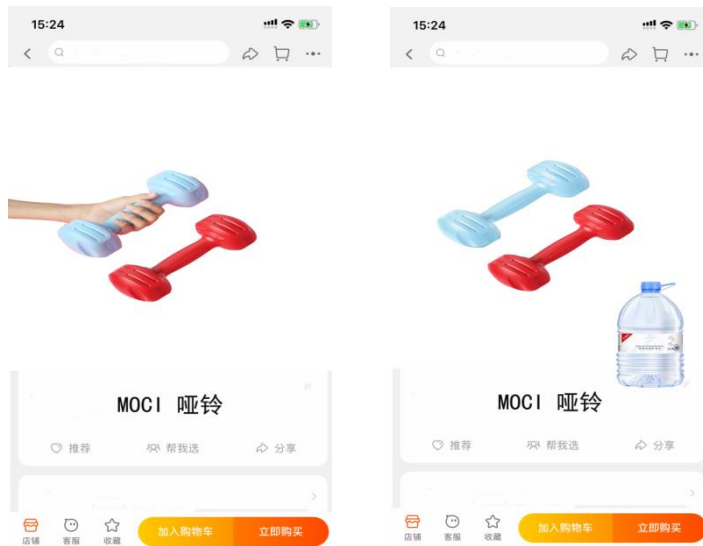 15:24
MOCI 哑铃
推荐
帮我选
分享
店铺
客服
收藏
加入购物车
立即购买
15:24
MOCI 哑铃
推荐
帮我选
分享
店铺
客服
收藏
加入购物车
立即购买